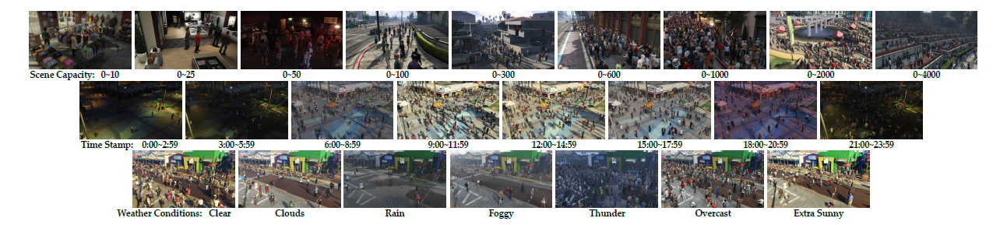 Scene Capacity: 0~10 0~25 0~50 0~100 0~300 0~600 0~1000 0~2000 0~4000
Time Stamp: 0:00~2:59 3:00~5:59 6:00~8:59 9:00~11:59 12:00~14:59 15:00~17:59 18:00~20:59 21:00~23:59
Weather Conditions: Clear Clouds Rain Foggy Thunder Overcast Extra Sunny